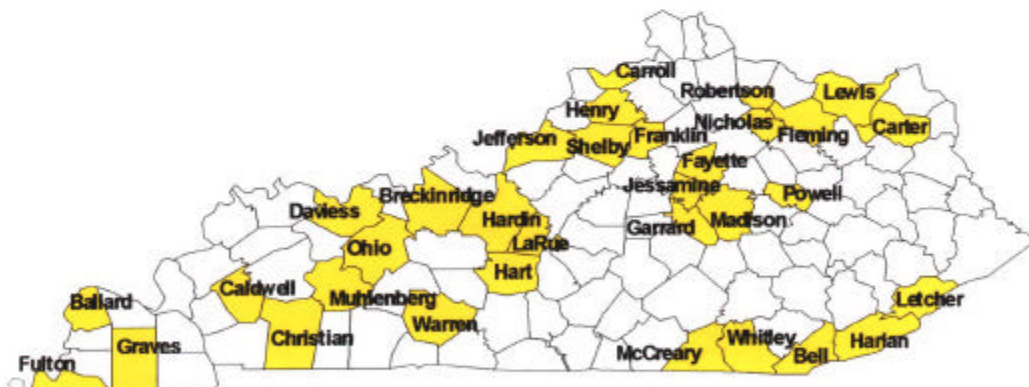 Carroll
Robertson
Lewis
Henry
Nicholas
Fleming
Carter
Jefferson
Shelby
Franklin
Fayette
Breckinridge
Jessamine
Powell
Daviess
Hardin
Madison
Garrard
Ohio
LaRue
Hart
Caldwell
Muhlenberg
Ballard
Letcher
Warren
Christian
Graves
Whitley
Harlan
McCreary
Bell
Fulton